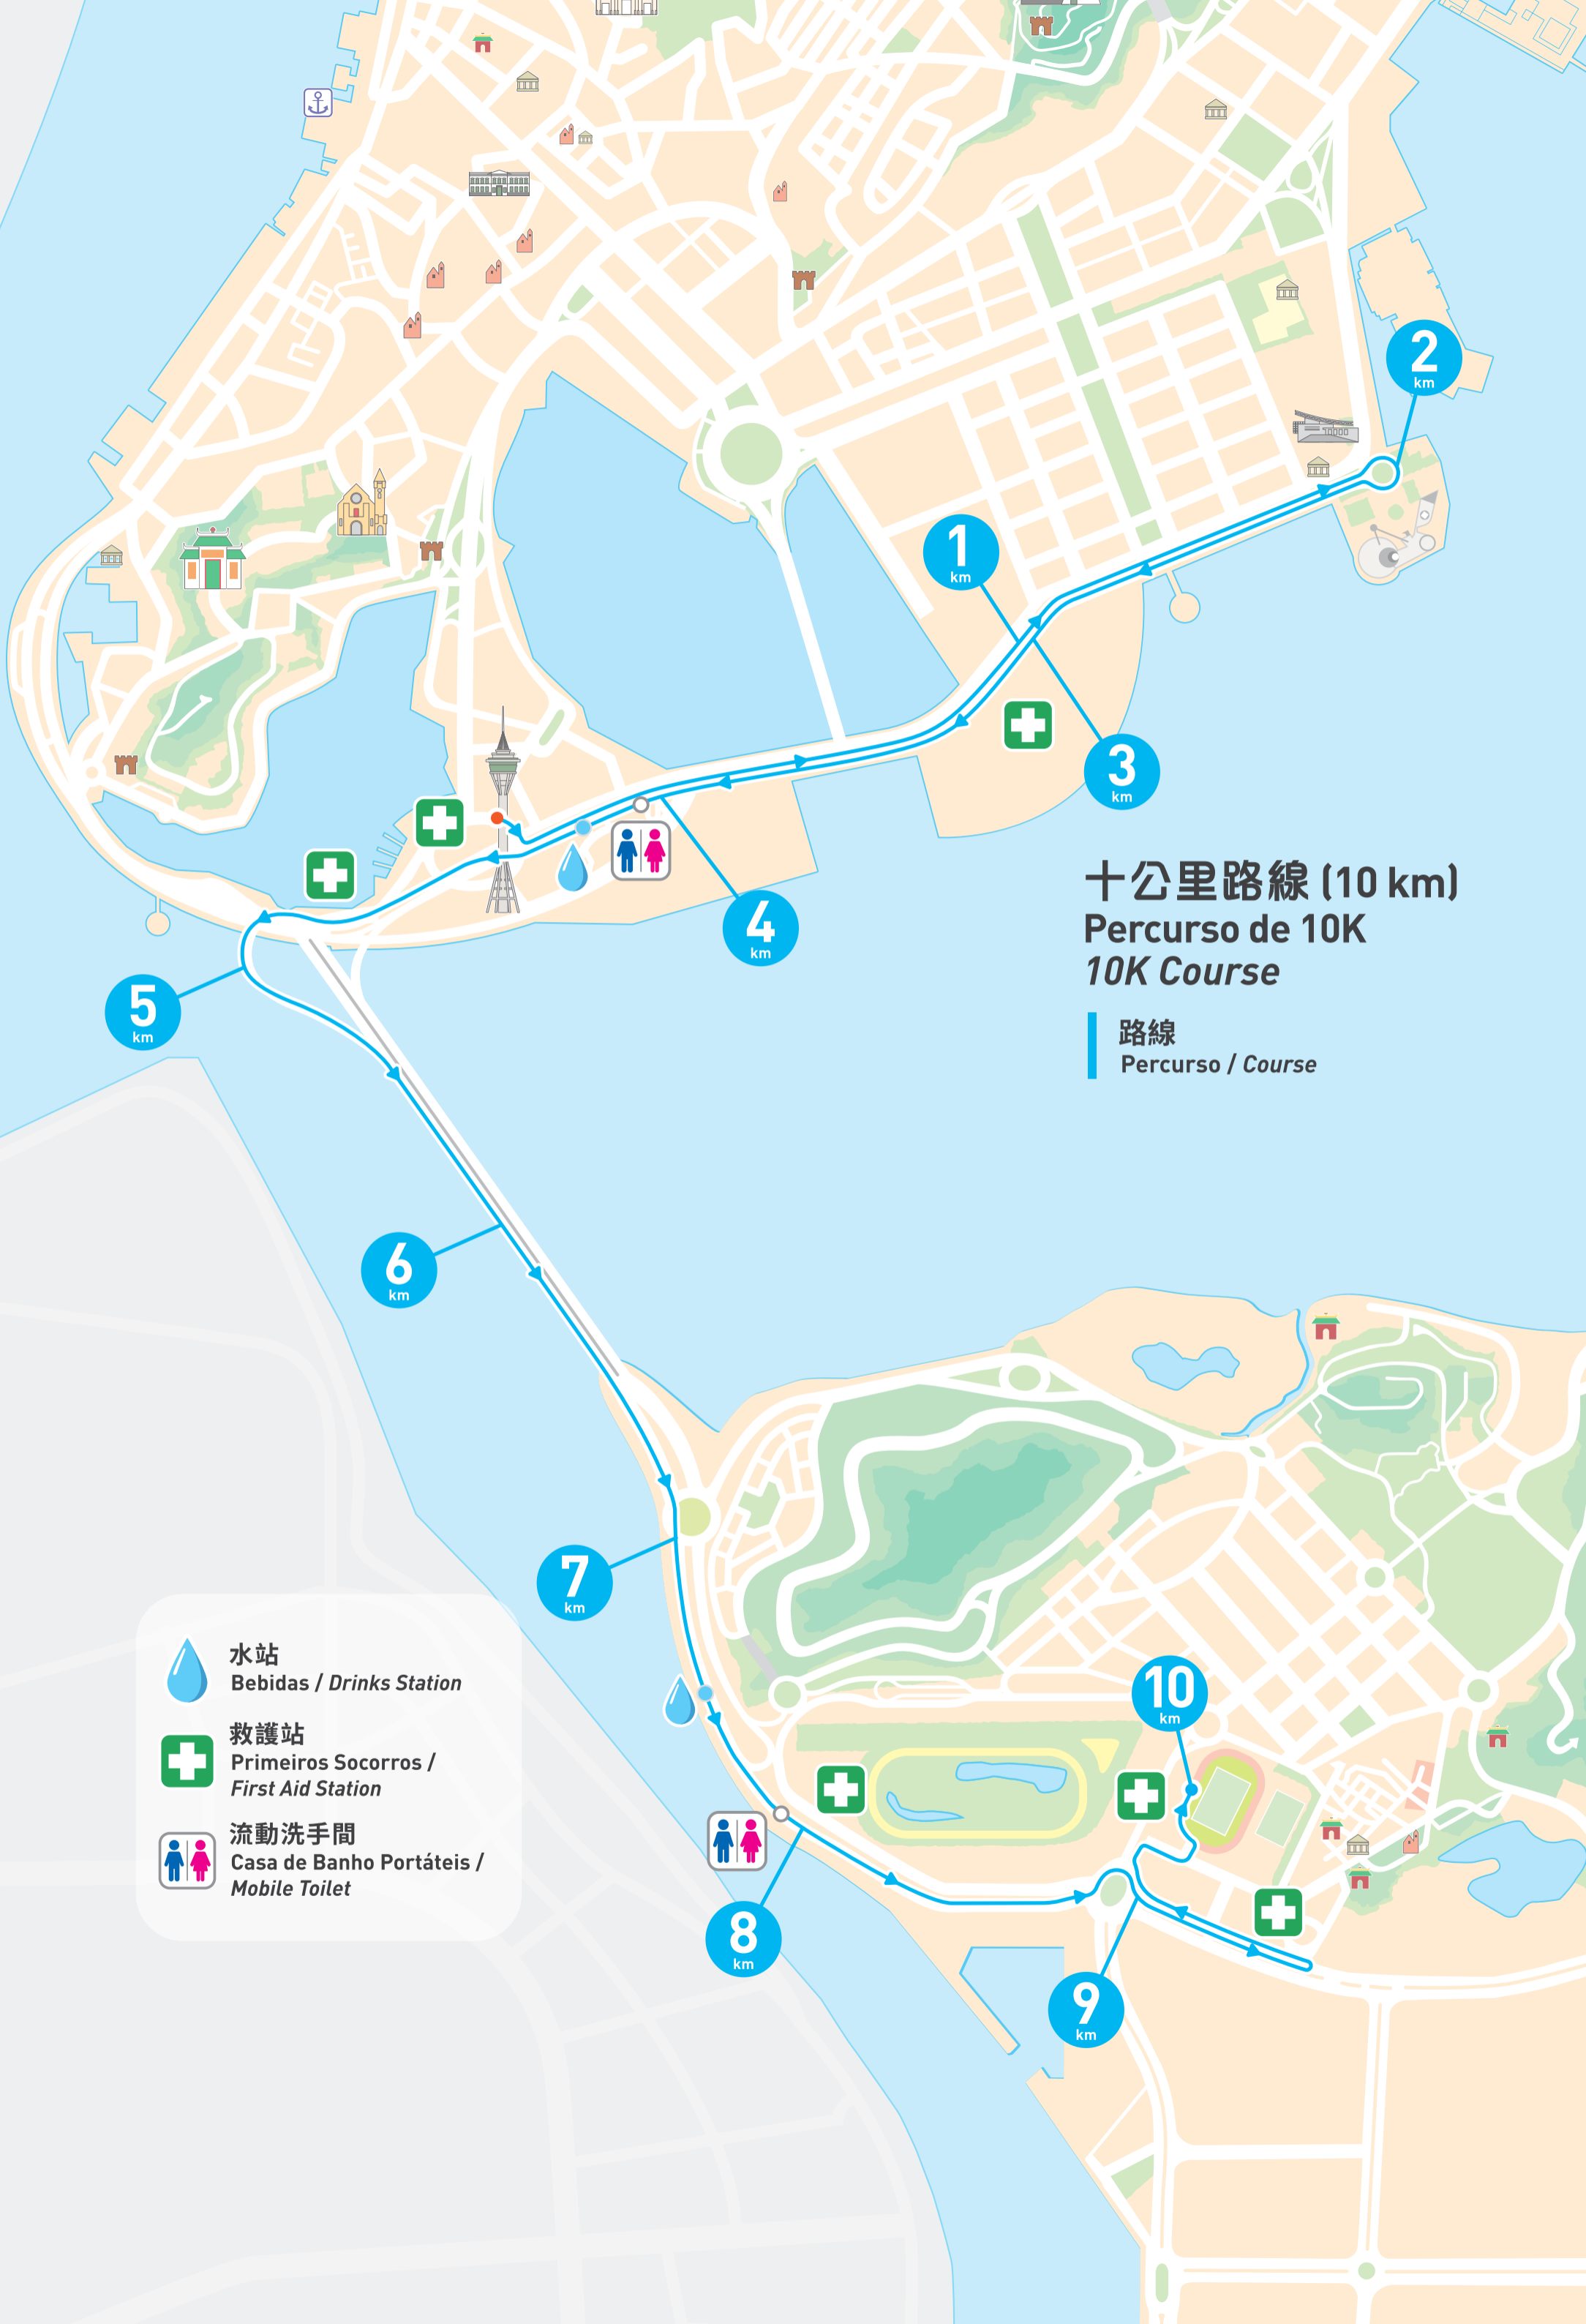 2
km
1
km
3
km
4
km
十公里路線 (10 km)
Percurso de 10K
10K Course
路線
Percurso / Course
5
km
6
km
7
km
水站
Bebidas / Drinks Station
救護站
Primeiros Socorros /
First Aid Station
流動洗手間
Casa de Banho Portáteis /
Mobile Toilet
10
km
8
km
9
km